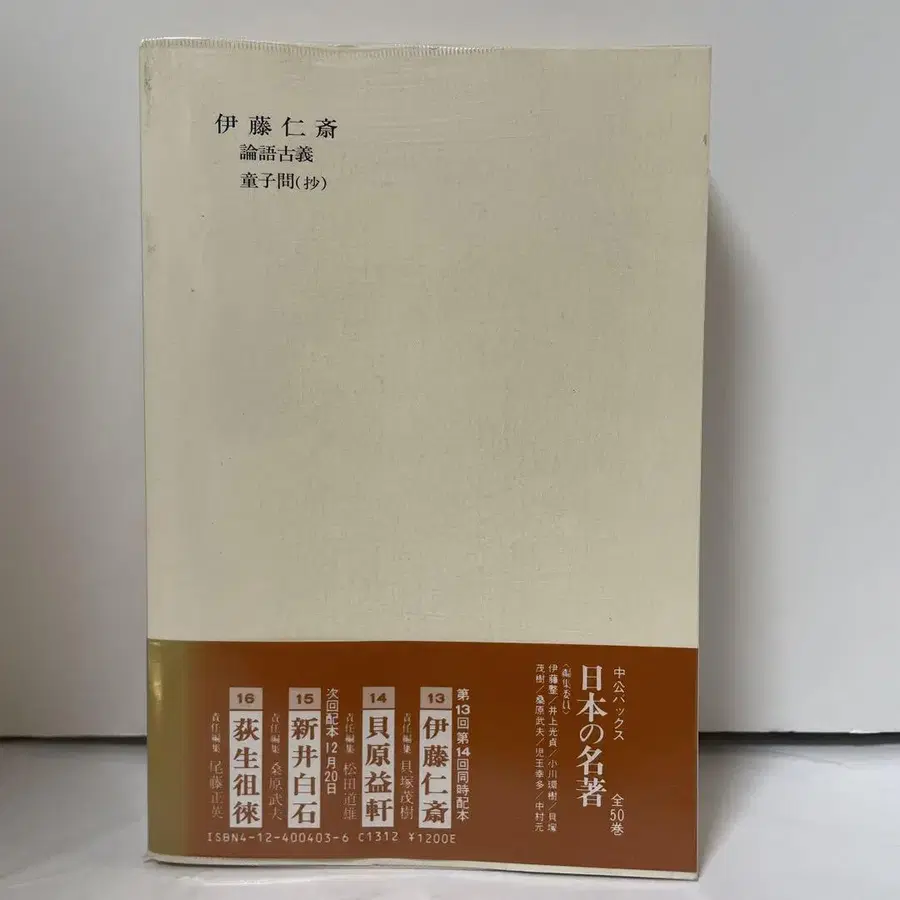 伊藤仁斎
論語古義
童子問(抄)
中公バックス
日本の名著
全50巻
〈編集委員〉
伊藤整/井上光貞/小川環樹/貝塚
茂樹/桑原武夫/児玉幸多/中村元
第13回第14回同時配本
13
伊藤仁斎
責任編集 貝塚茂樹
14
貝原益軒
責任編集 松田道雄
次回配本12月20日
15
新井白石
責任編集 桑原武夫
16
荻生徂徠
責任編集 尾藤正英
ISBN4-12-400403-6 C1312 ¥1200E